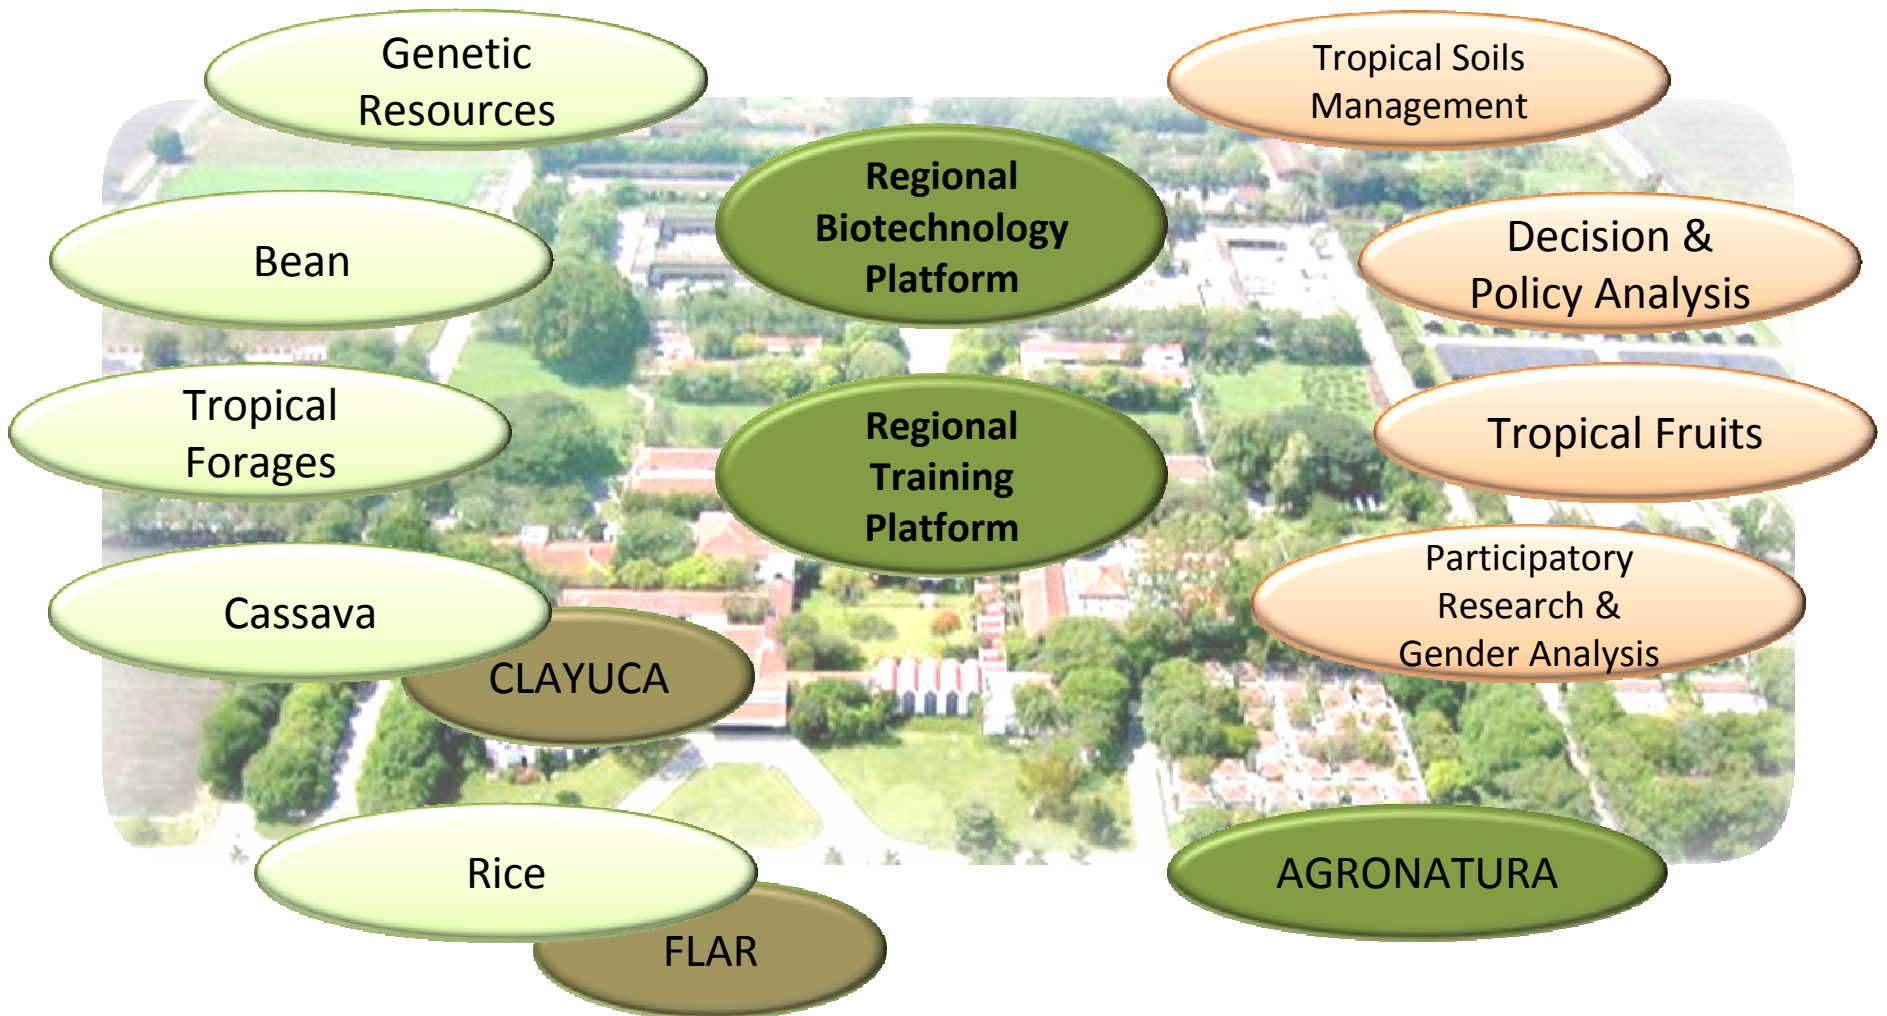 Genetic
Resources
Tropical Soils
Management
Regional
Biotechnology
Platform
Bean
Decision &
Policy Analysis
Tropical
Forages
Regional
Training
Platform
Tropical Fruits
Cassava
CLAYUCA
Participatory
Research &
Gender Analysis
Rice
FLAR
AGRONATURA